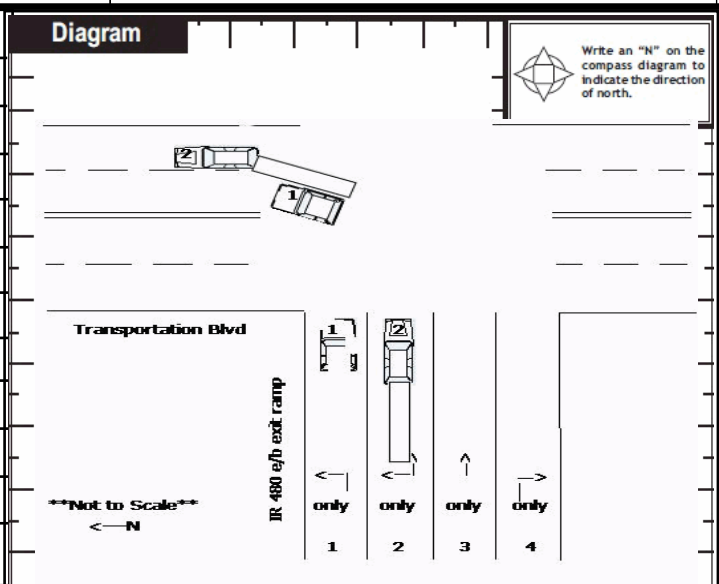 Diagram
Write an “N” on the
compass diagram to
indicate the direction
of north.
2
1
Transportation Blvd
1
2
IR 480 e/b exit ramp
**Not to Scale**
<—N
only
only
only
only
1
2
3
4